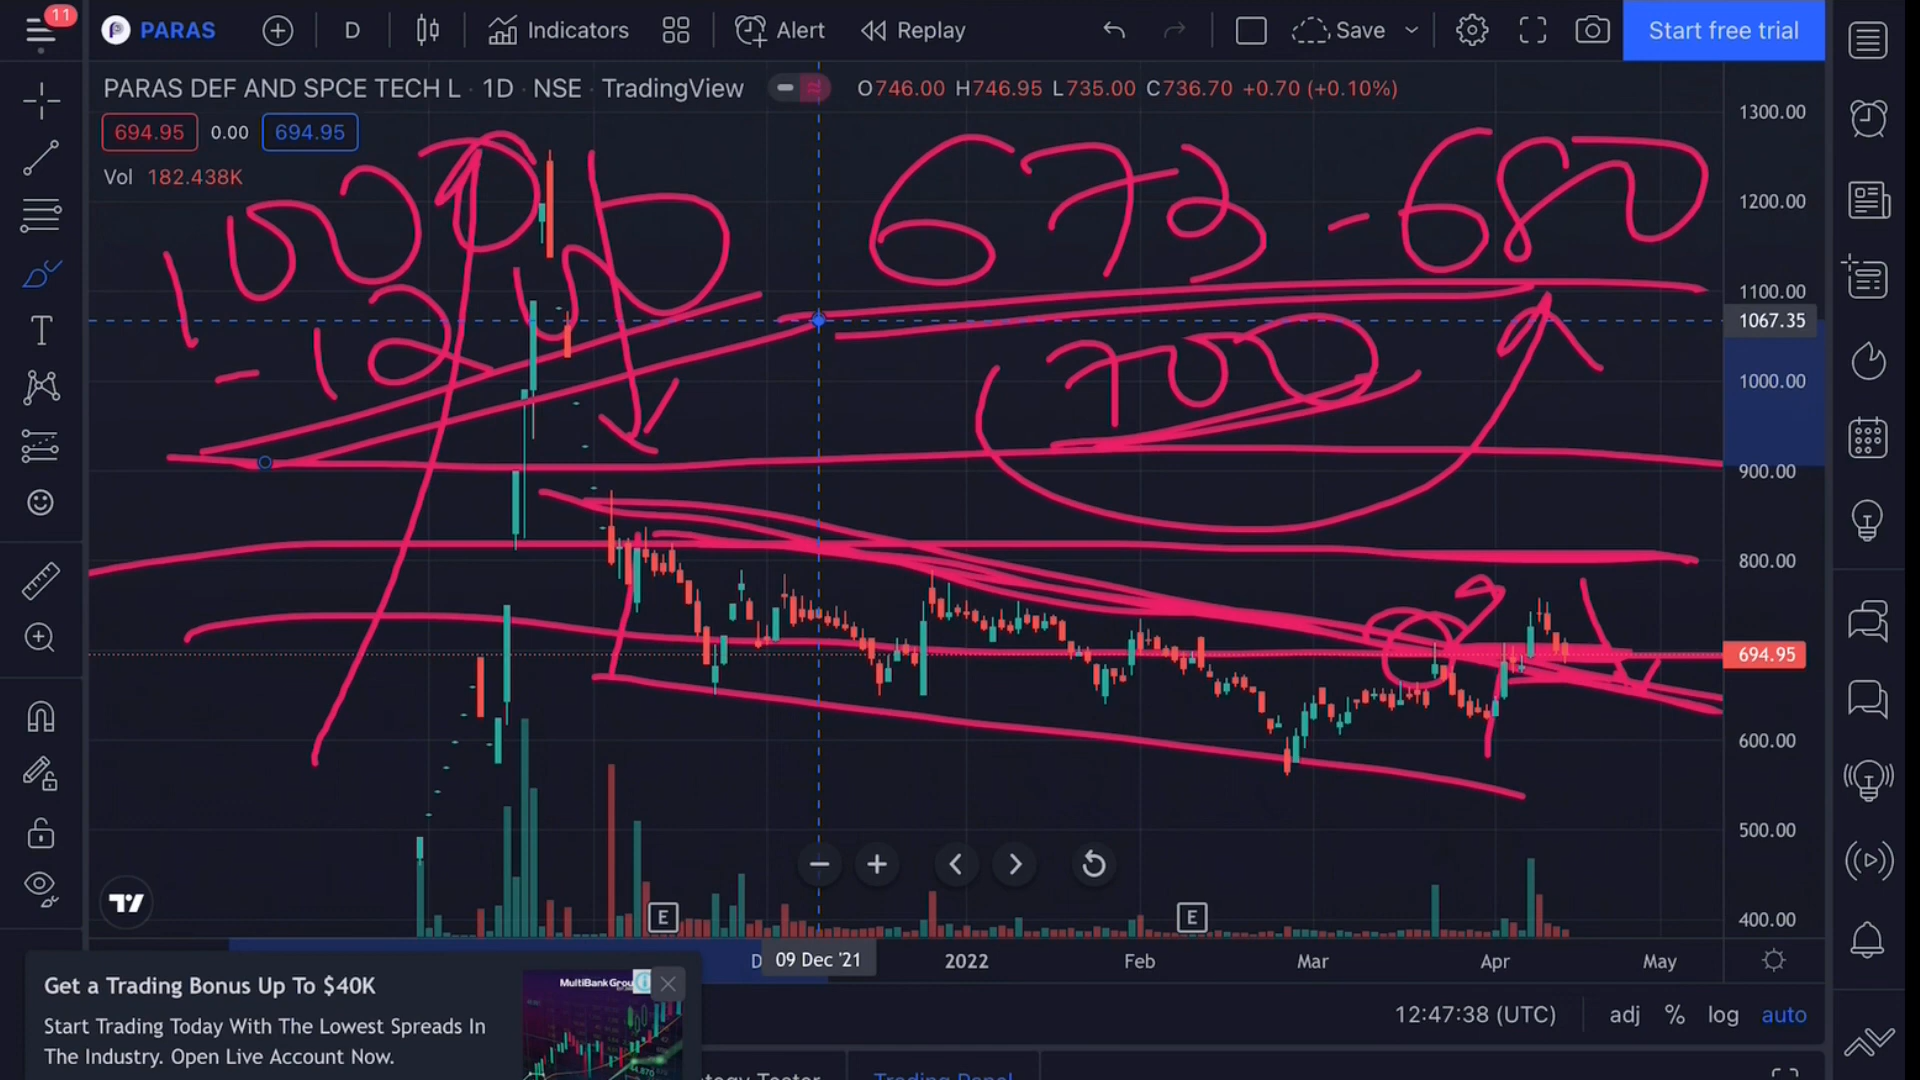 11
PARAS
D
Indicators
Alert
Replay
Save
Start free trial
PARAS DEF AND SPCE TECH L · 1D · NSE · TradingView
O746.00 H746.95 L735.00 C736.70 +0.70 (+0.10%)
694.95 0.00 694.95
Vol 182.438K
673-680
700
1300.00
1200.00
1100.00
1067.35
1000.00
900.00
800.00
694.95
600.00
500.00
400.00
E
E
09 Dec '21
2022
Feb
Mar
Apr
May
Get a Trading Bonus Up To $40K
Start Trading Today With The Lowest Spreads In
The Industry. Open Live Account Now.
MultiBank Grou
12:47:38 (UTC)
adj
%
log
auto
Trading Panel